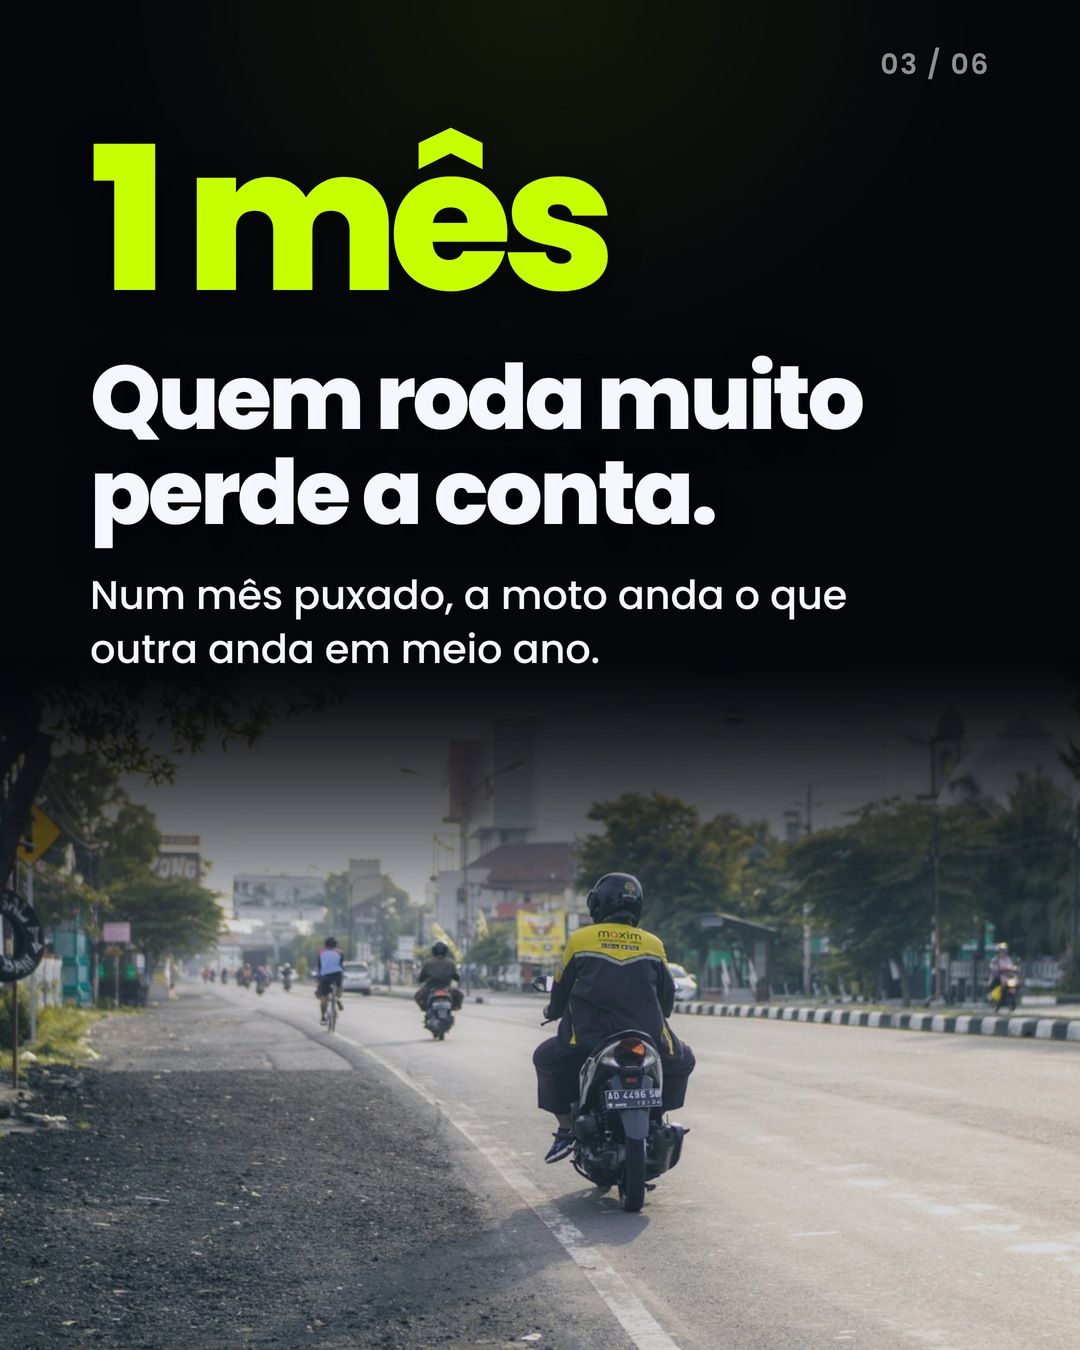 03 / 06
1 mês
Quem roda muito
perde a conta.
Num mês puxado, a moto anda o que
outra anda em meio ano.
maxim
AD 4496 SO